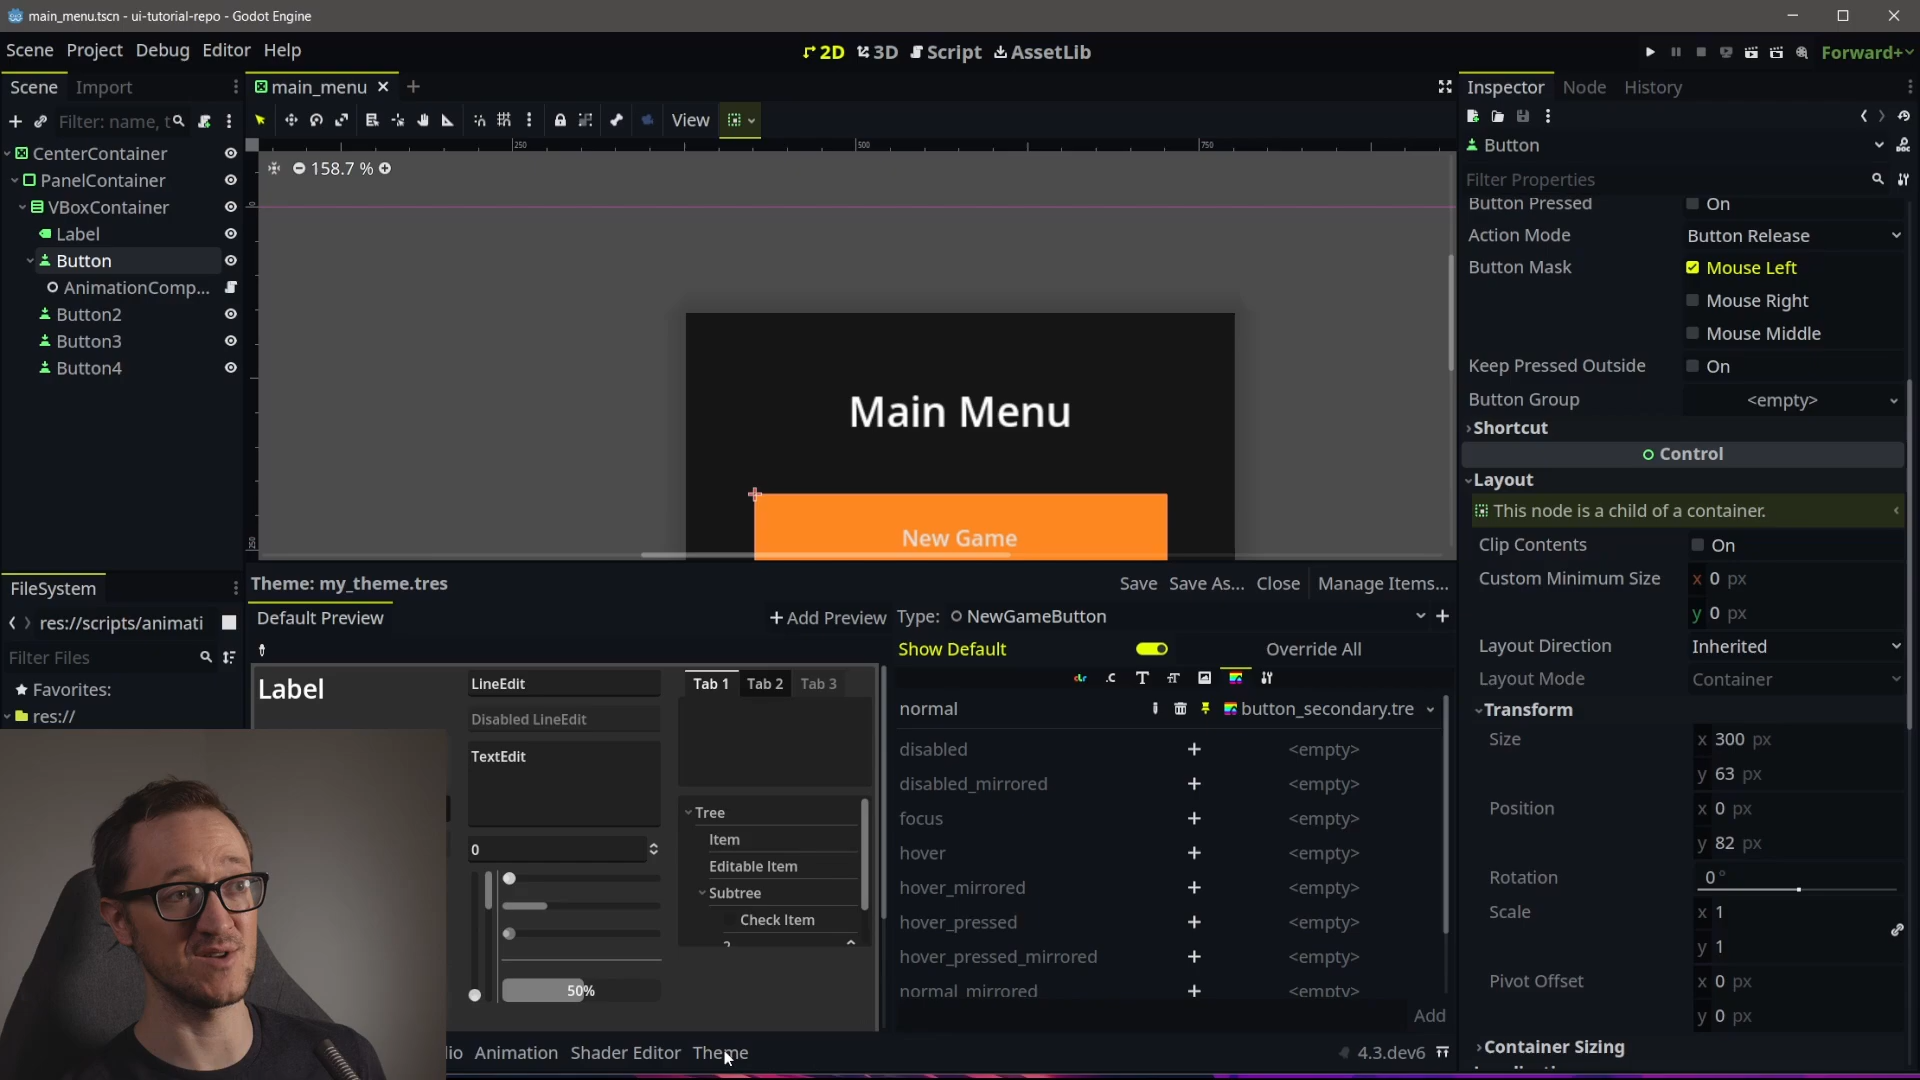 main_menu.tscn - ui-tutorial-repo - Godot Engine
Scene Project Debug Editor Help
2D 3D Script AssetLib
Forward+
Scene Import
main_menu
Inspector Node History
Filter: name, t
View
Button
158.7 %
250 500 750
0
250
Filter Properties
CenterContainer
PanelContainer
VBoxContainer
Label
Button
AnimationComp...
Button2
Button3
Button4
Main Menu
New Game
Button Pressed On
Action Mode Button Release
Button Mask Mouse Left
Mouse Right
Mouse Middle
Keep Pressed Outside On
Button Group <empty>
Shortcut
Control
Layout
This node is a child of a container.
Clip Contents On
Custom Minimum Size x 0 px
y 0 px
Layout Direction Inherited
Layout Mode Container
Transform
Size x 300 px
y 63 px
Position x 0 px
y 82 px
Rotation 0 °
Scale x 1
y 1
Pivot Offset x 0 px
y 0 px
Container Sizing
FileSystem
res://scripts/animati
Filter Files
Favorites:
res://
Theme: my_theme.tres Save Save As... Close Manage Items...
Default Preview Add Preview
Type: NewGameButton
Show Default Override All
Label
LineEdit
Disabled LineEdit
TextEdit
0
50%
Tab 1 Tab 2 Tab 3
Tree
Item
Editable Item
Subtree
Check Item
normal button_secondary.tre
disabled <empty>
disabled_mirrored <empty>
focus <empty>
hover <empty>
hover_mirrored <empty>
hover_pressed <empty>
hover_pressed_mirrored <empty>
normal_mirrored <empty>
Add
lio Animation Shader Editor Theme
4.3.dev6